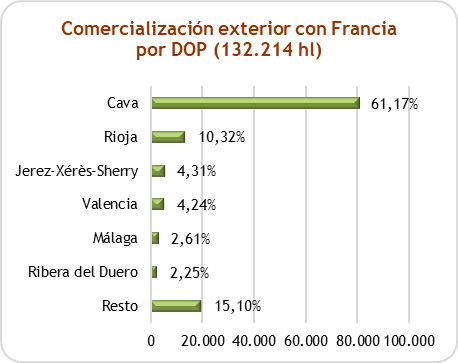 Comercialización exterior con Francia
por DOP (132.214 hl)
Cava 61,17%
Rioja 10,32%
Jerez-Xérès-Sherry 4,31%
Valencia 4,24%
Málaga 2,61%
Ribera del Duero 2,25%
Resto 15,10%
0 20.000 40.000 60.000 80.000 100.000